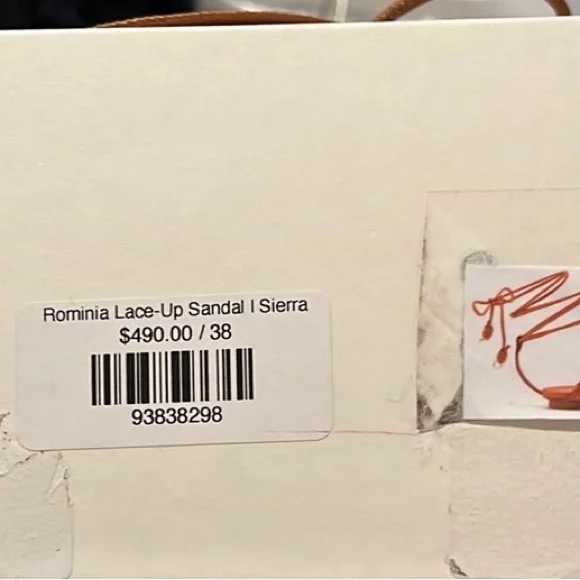 Rominia Lace-Up Sandal | Sierra
$490.00 / 38
93838298